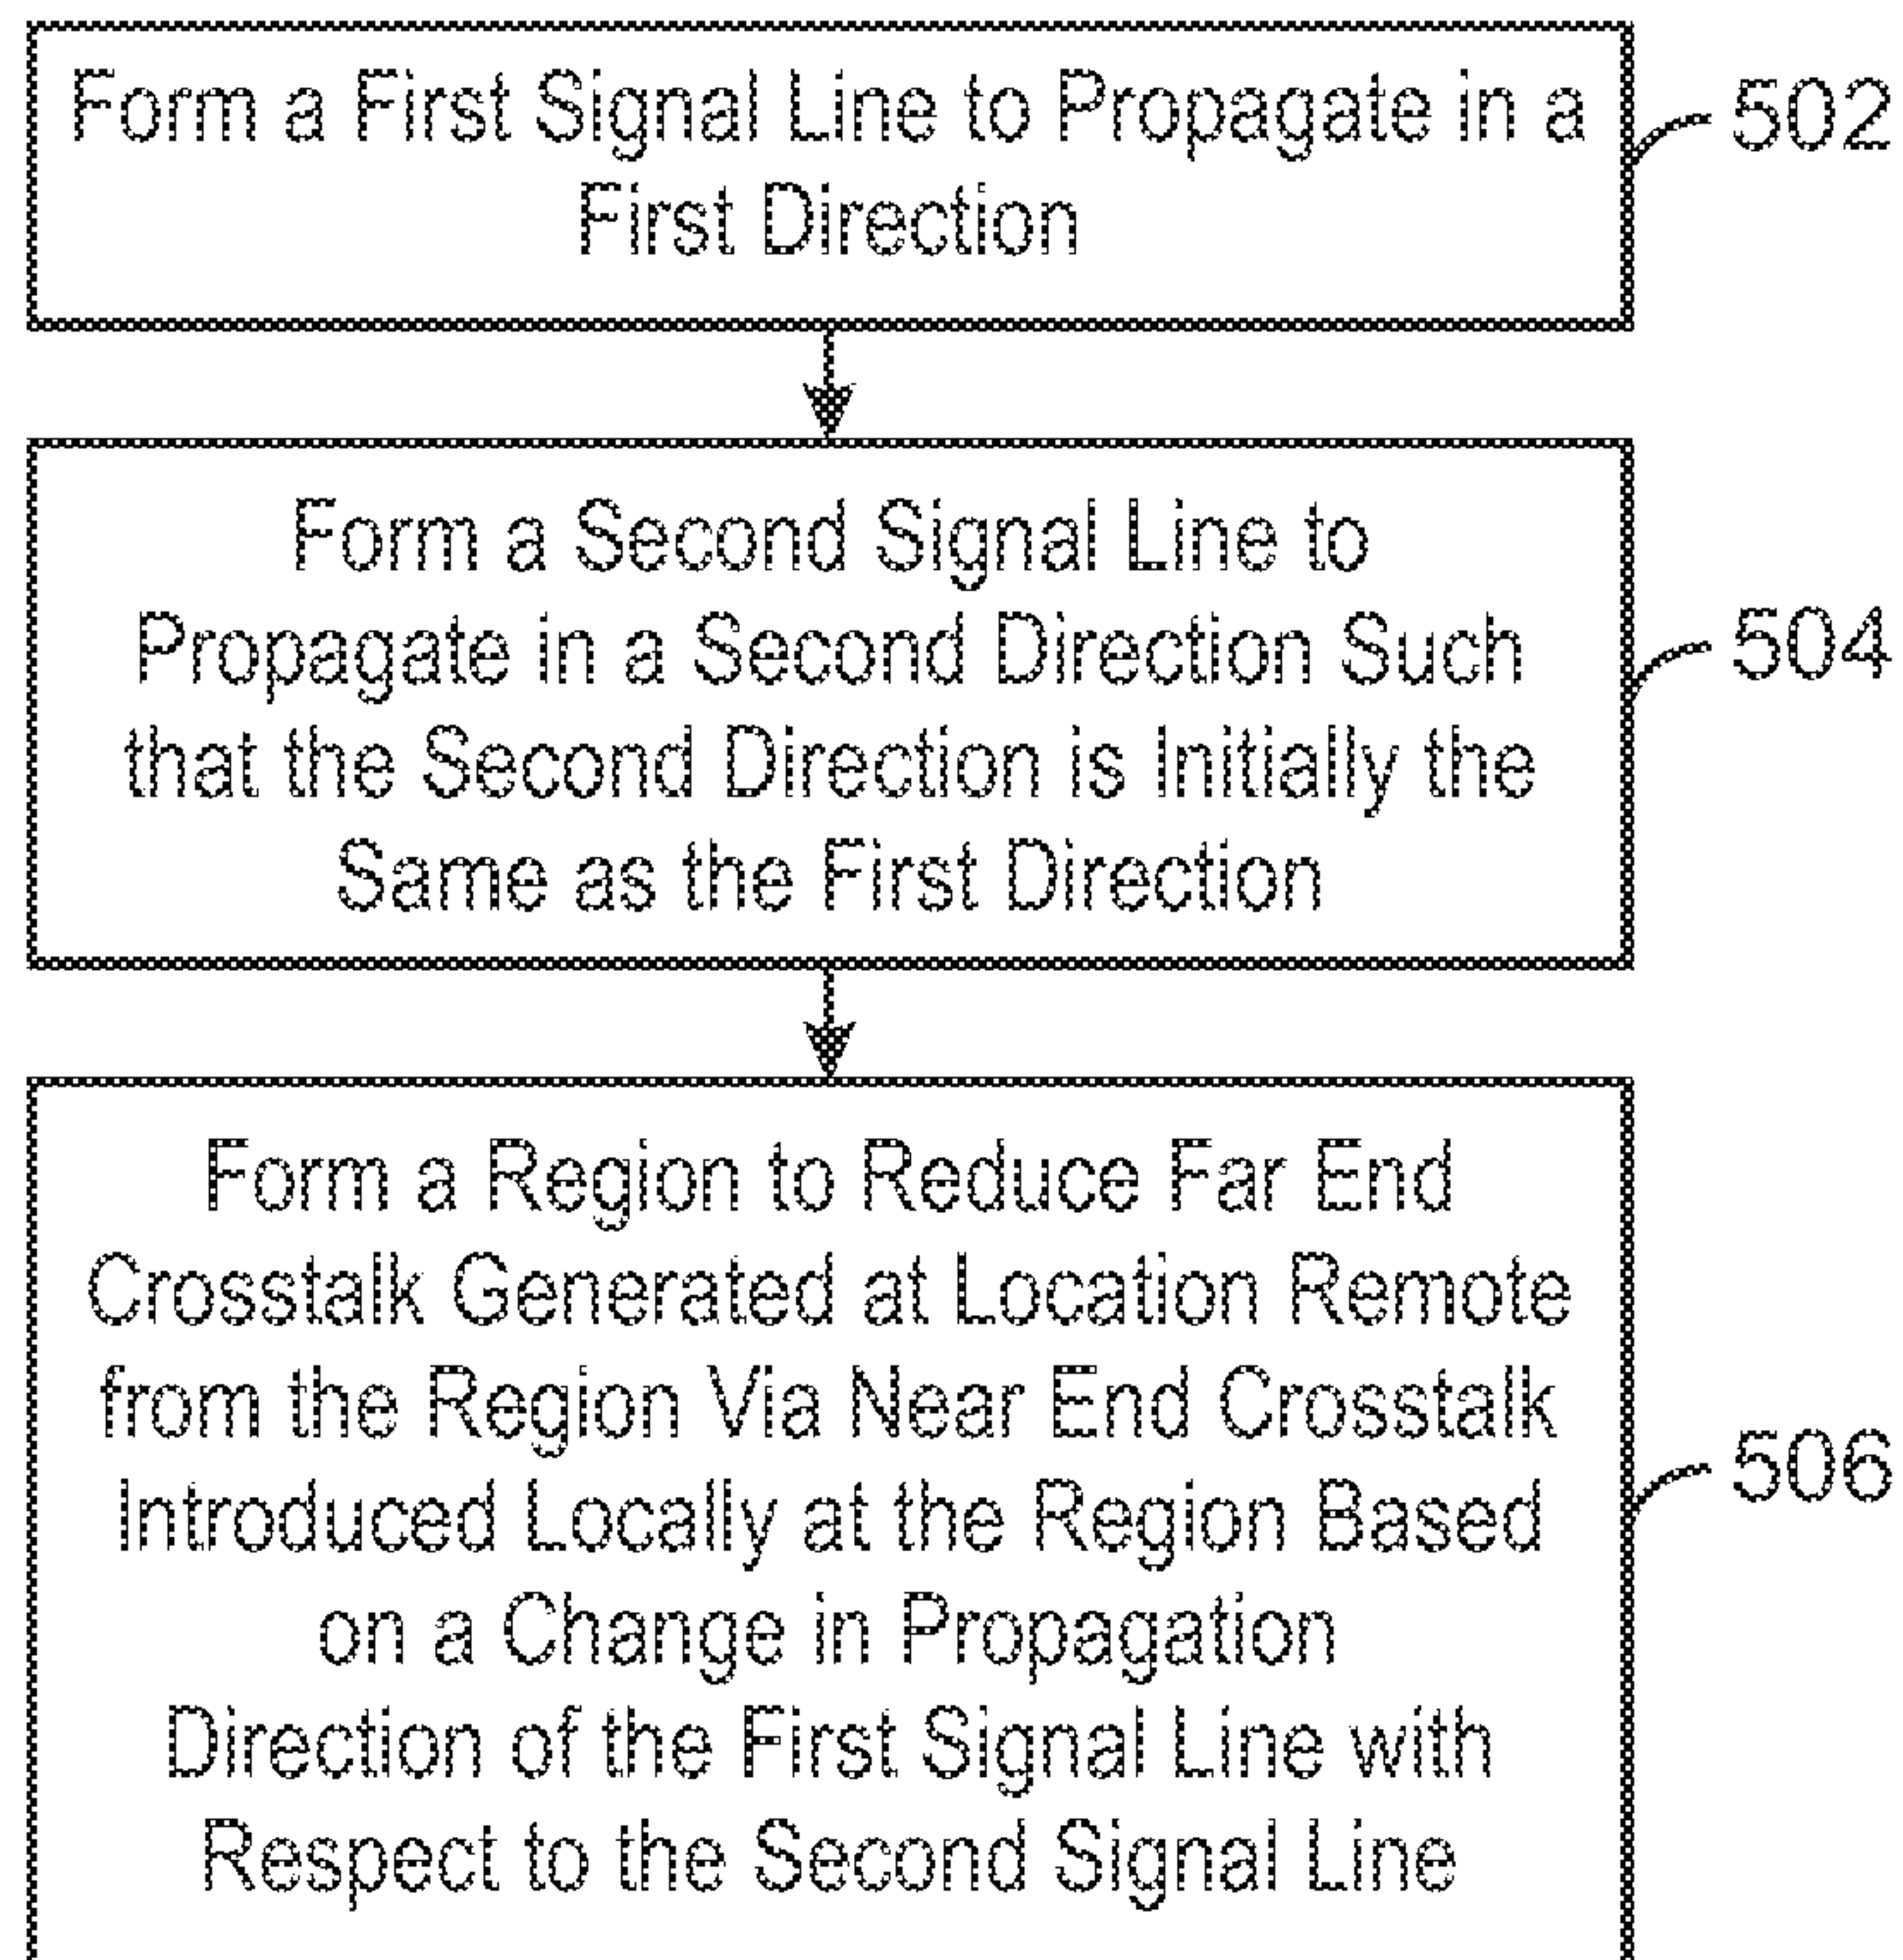 Form a First Signal Line to Propagate in a
First Direction
502
Form a Second Signal Line to
Propagate in a Second Direction Such
that the Second Direction is Initially the
Same as the First Direction
504
Form a Region to Reduce Far End
Crosstalk Generated at Location Remote
from the Region Via Near End Crosstalk
Introduced Locally at the Region Based
on a Change in Propagation
Direction of the First Signal Line with
Respect to the Second Signal Line
506